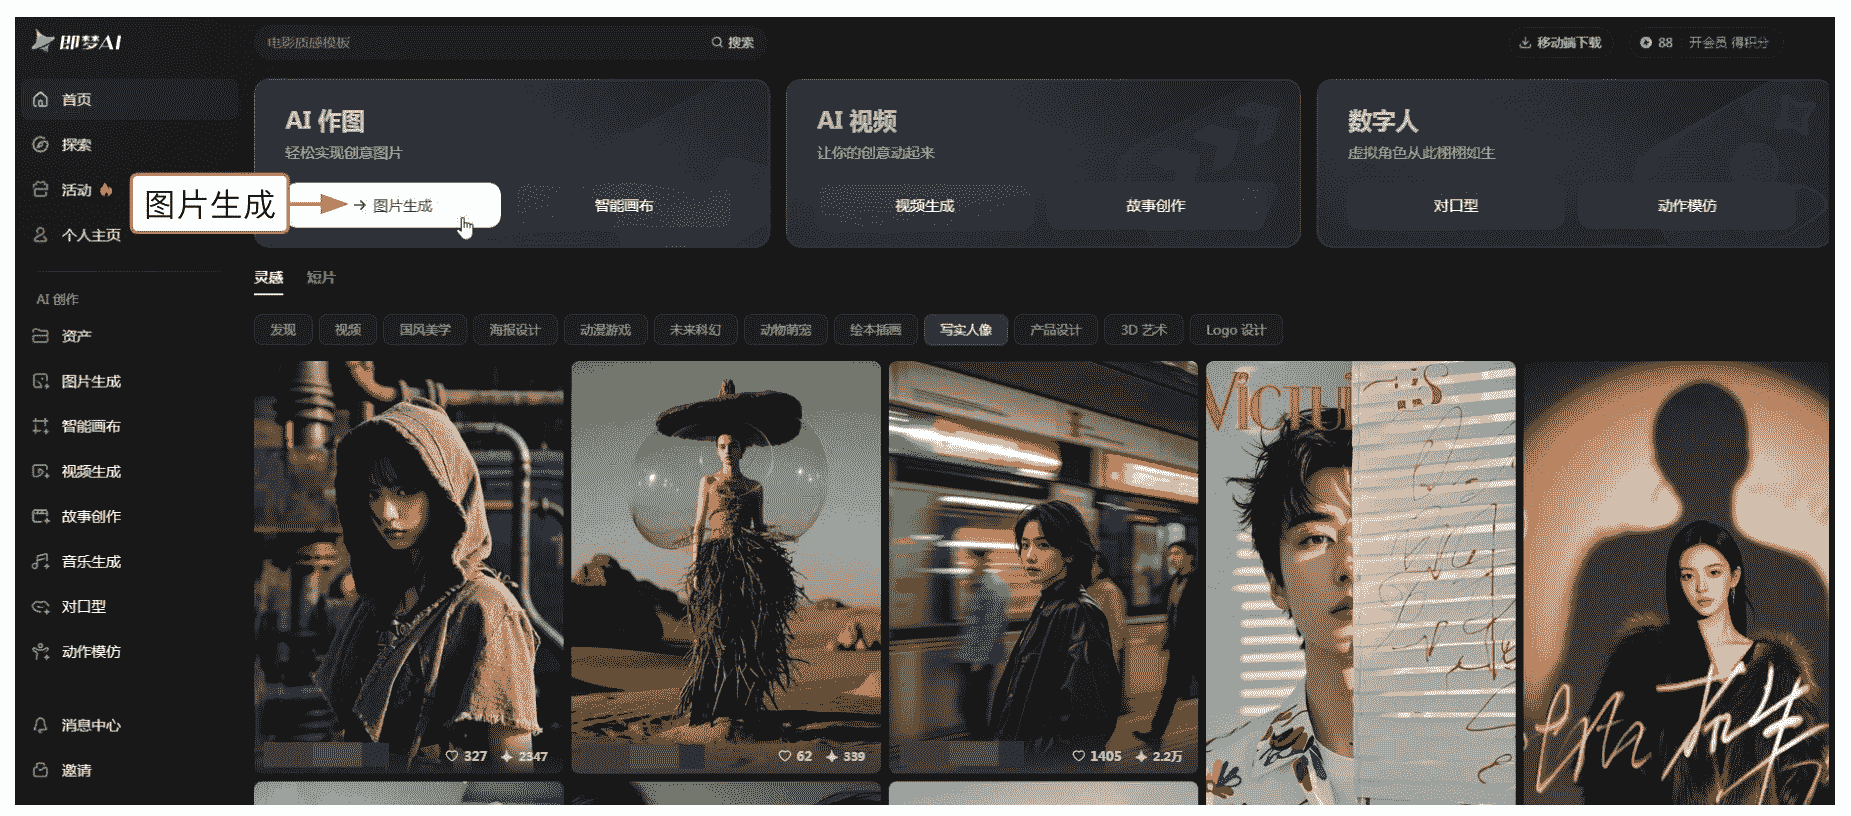 即梦AI
电影质感模板
搜索
移动端下载
88
开会员 得积分
首页
探索
活动
个人主页
AI 创作
资产
图片生成
智能画布
视频生成
故事创作
音乐生成
对口型
动作模仿
消息中心
邀请
AI 作图
轻松实现创意图片
图片生成
图片生成
智能画布
AI 视频
让你的创意动起来
视频生成
故事创作
数字人
虚拟角色从此栩栩如生
对口型
动作模仿
灵感
短片
发现
视频
国风美学
海报设计
动漫游戏
未来科幻
动物萌宠
绘本插画
写实人像
产品设计
3D 艺术
Logo 设计
327
2347
62
339
1405
2.2万